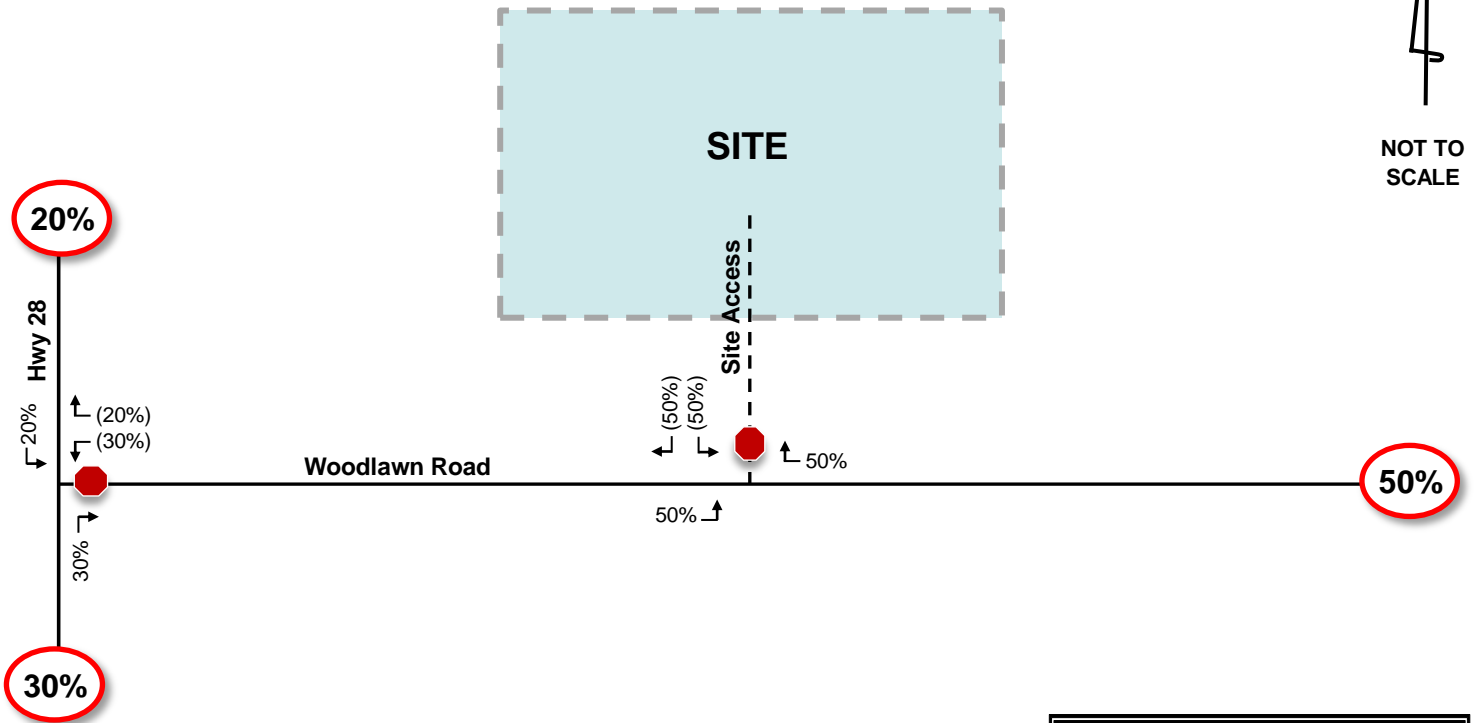 SITE
NOT TO
SCALE
20%
Hwy 28
Site Access
20%
(20%)
(30%)
(50%)
(50%)
50%
Woodlawn Road
50%
50%
30%
30%